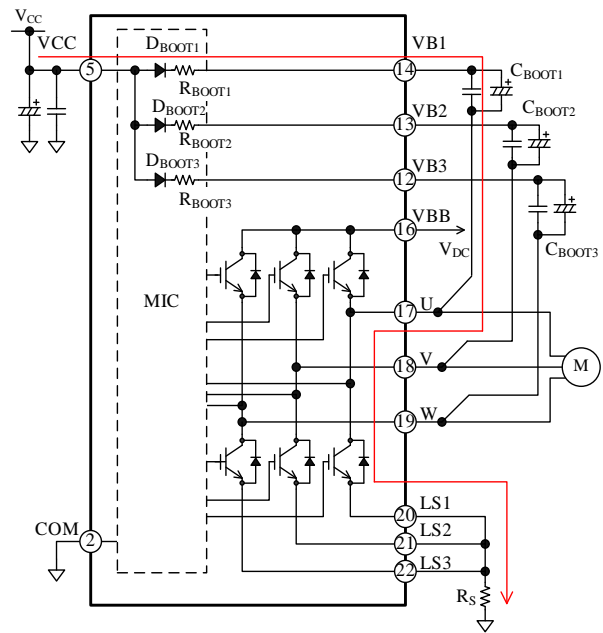 VCC
VCC
DBOOT1
VB1
5
14
RBOOT1
CBOOT1
DBOOT2
VB2
CBOOT2
13
RBOOT2
DBOOT3
VB3
12
RBOOT3
VBB
16
VDC
CBOOT3
MIC
U
17
V
18
M
W
19
LS1
20
COM
LS2
2
21
LS3
22
RS
+
+
+
+